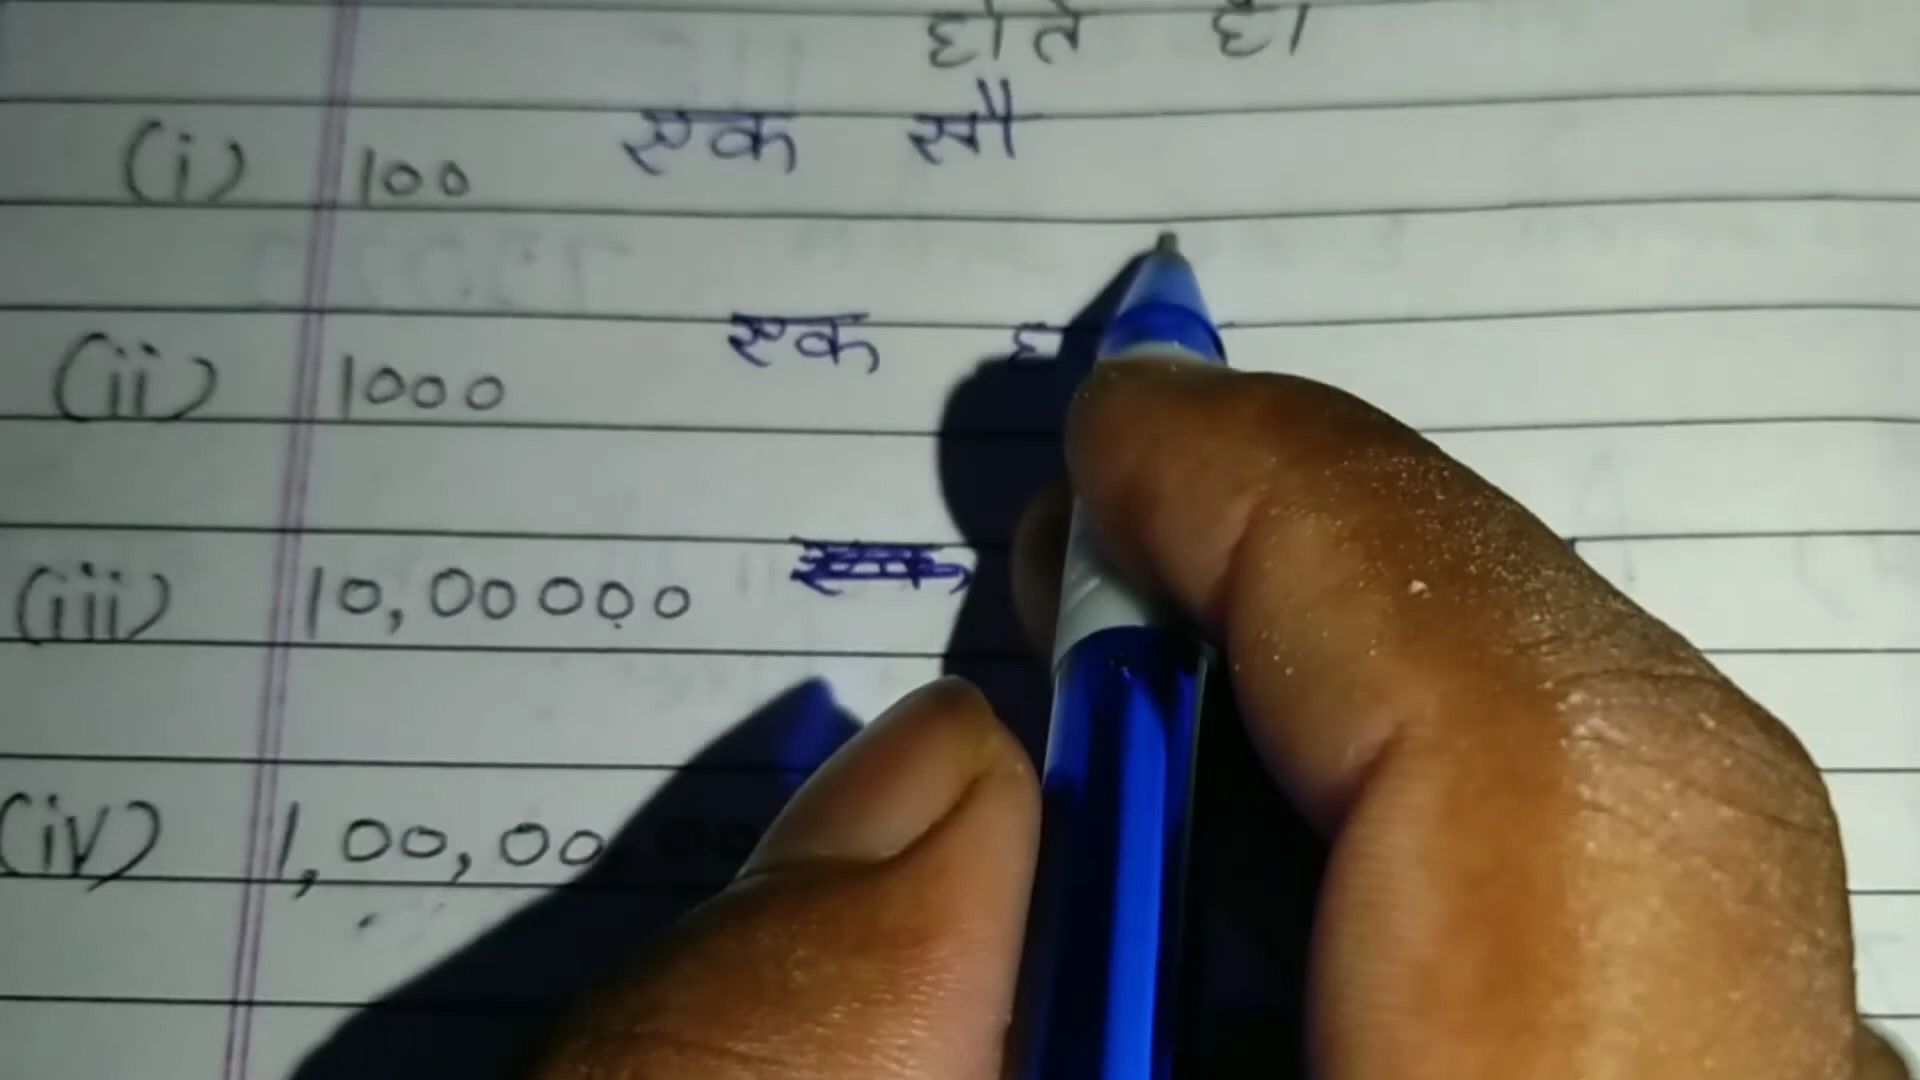 होते है।
(i) 100 एक सौ
(ii) 1000 एक
(iii) 10,00000
(iv) 1,00,00